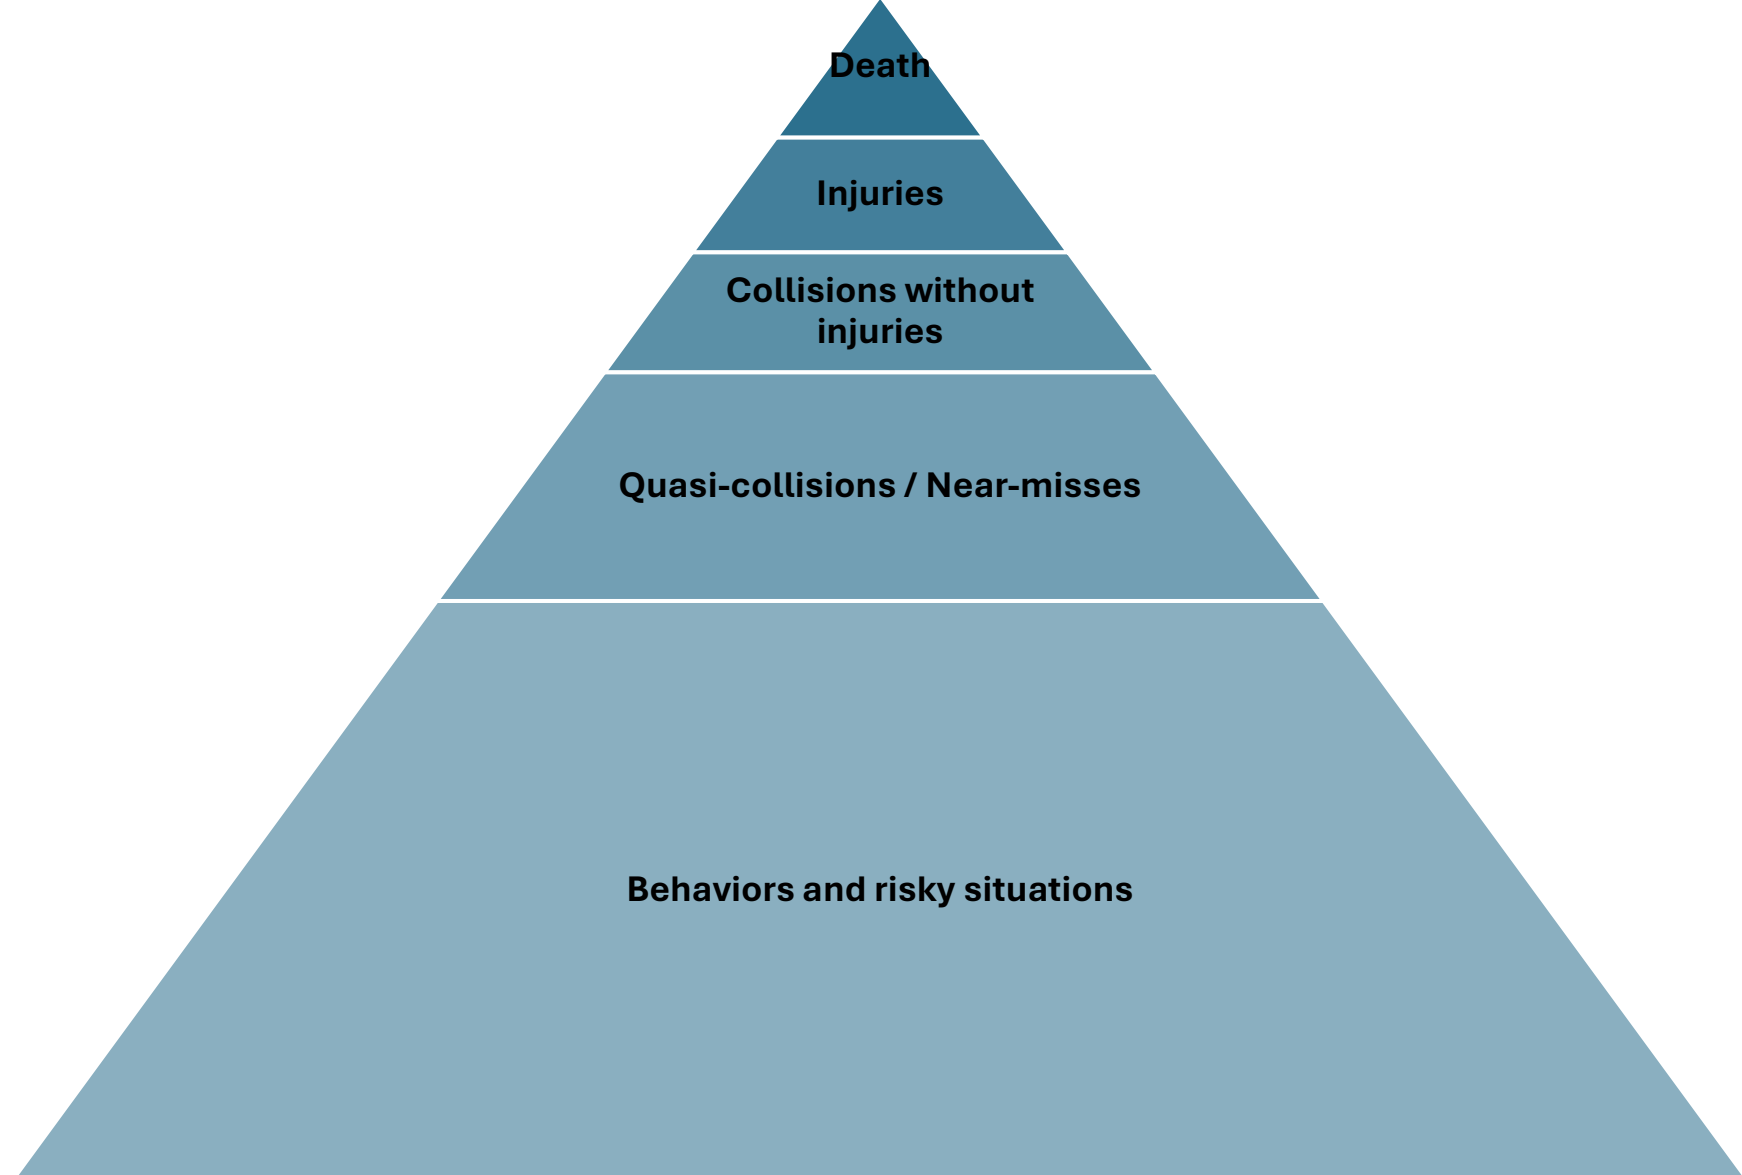 Death
Injuries
Collisions without
injuries
Quasi-collisions / Near-misses
Behaviors and risky situations